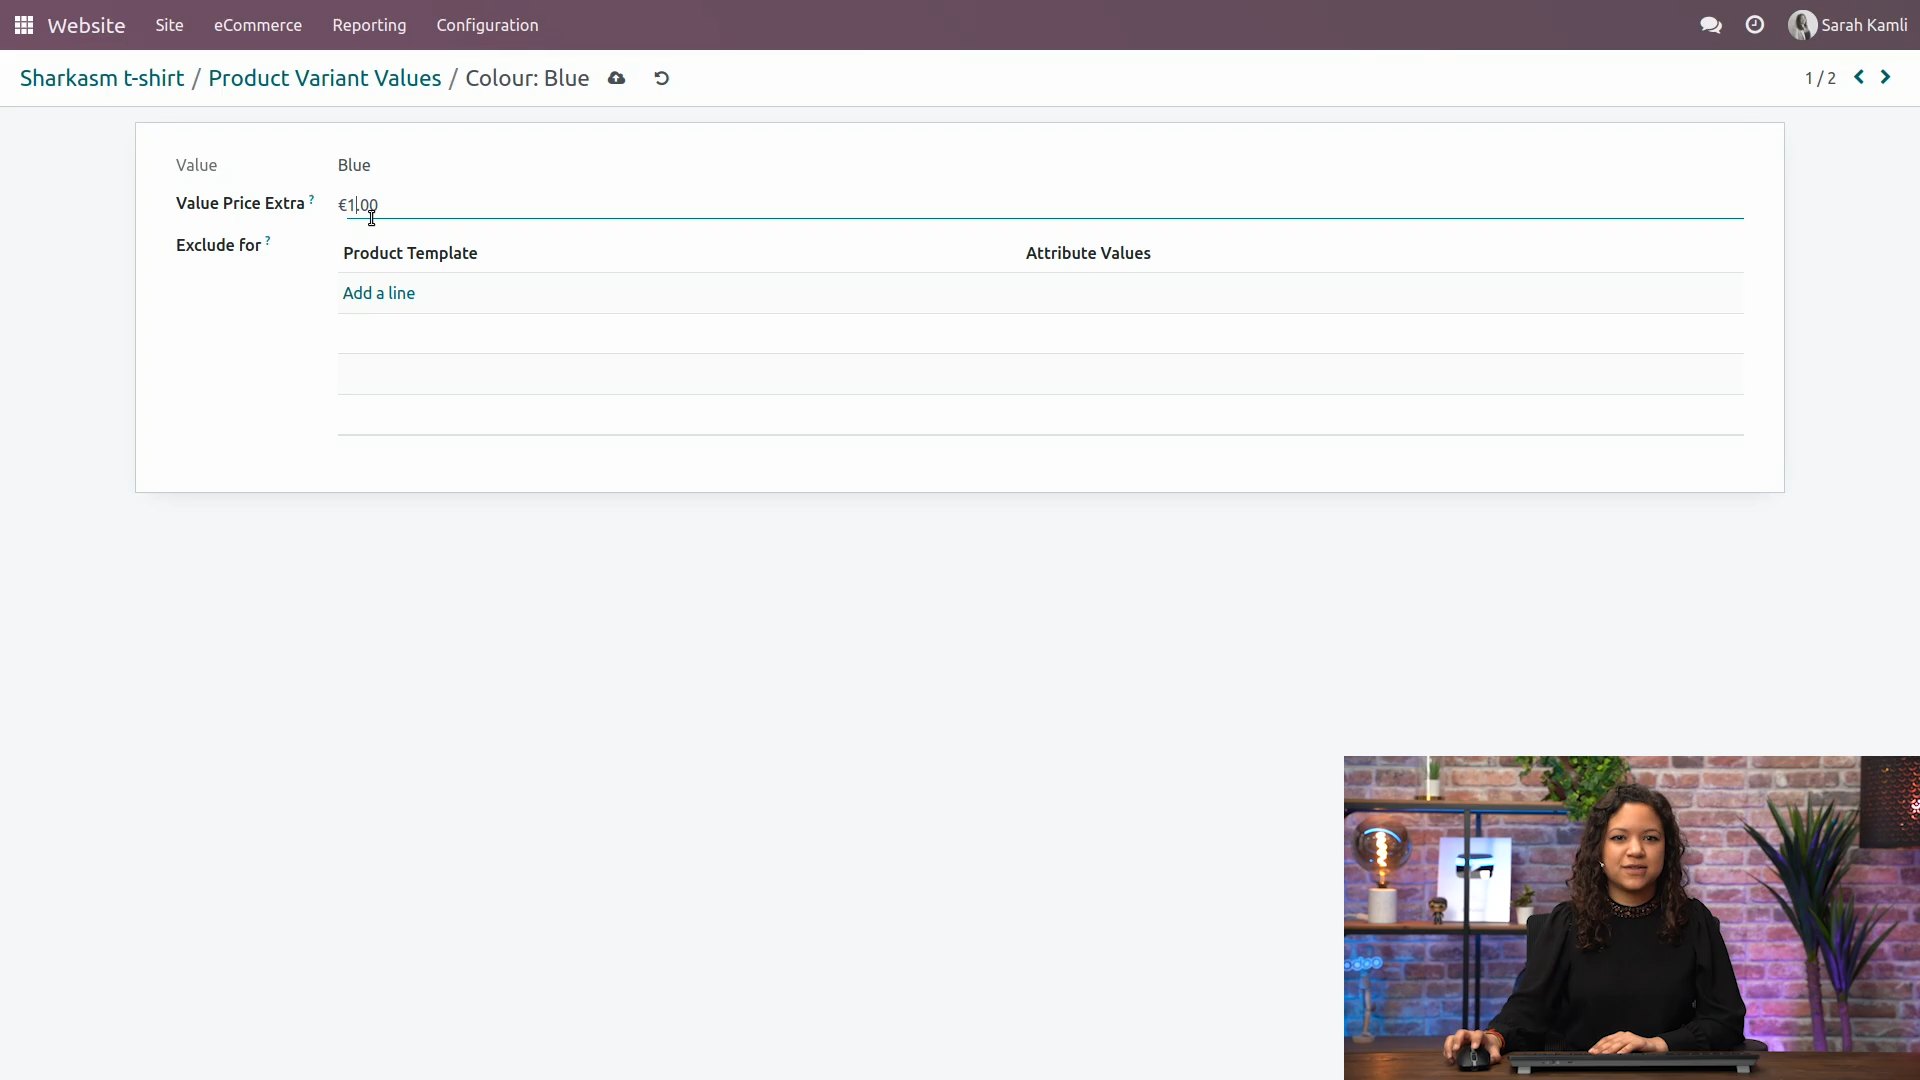 Website Site eCommerce Reporting Configuration Sarah Kamli
Sharkasm t-shirt / Product Variant Values / Colour: Blue 1 / 2
Value Blue
Value Price Extra ? €1.00
Exclude for ? Product Template Attribute Values
Add a line
odoo